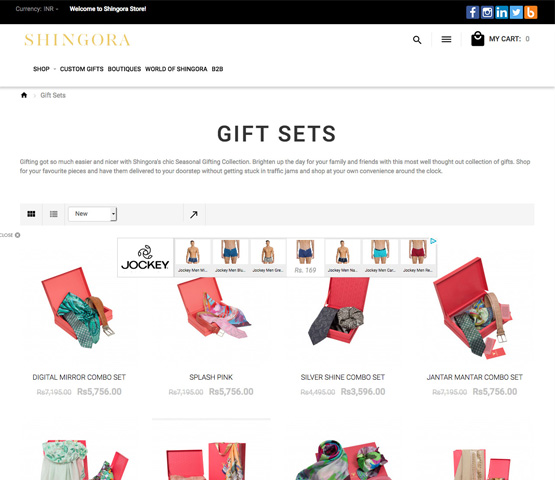 Currency: INR
Welcome to Shingora Store!
SHINGORA
MY CART: 0
SHOP CUSTOM GIFTS BOUTIQUES WORLD OF SHINGORA B2B
Gift Sets
GIFT SETS
Gifting got so much easier and nicer with Shingora's chic Seasonal Gifting Collection. Brighten up the day for your family and friends with this most well thought out collection of gifts. Shop
for your favourite pieces and have them delivered to your doorstep without getting stuck in traffic jams and shop at your own convenience around the clock.
New
CLOSE
JOCKEY
Jockey Men Wi... Jockey Men Blu... Jockey Men Gre... Rs. 169 Jockey Men Na... Jockey Men Car... Jockey Men Re...
DIGITAL MIRROR COMBO SET SPLASH PINK SILVER SHINE COMBO SET JANTAR MANTAR COMBO SET
Rs7,195.00 Rs5,756.00 Rs7,195.00 Rs5,756.00 Rs4,495.00 Rs3,596.00 Rs7,195.00 Rs5,756.00